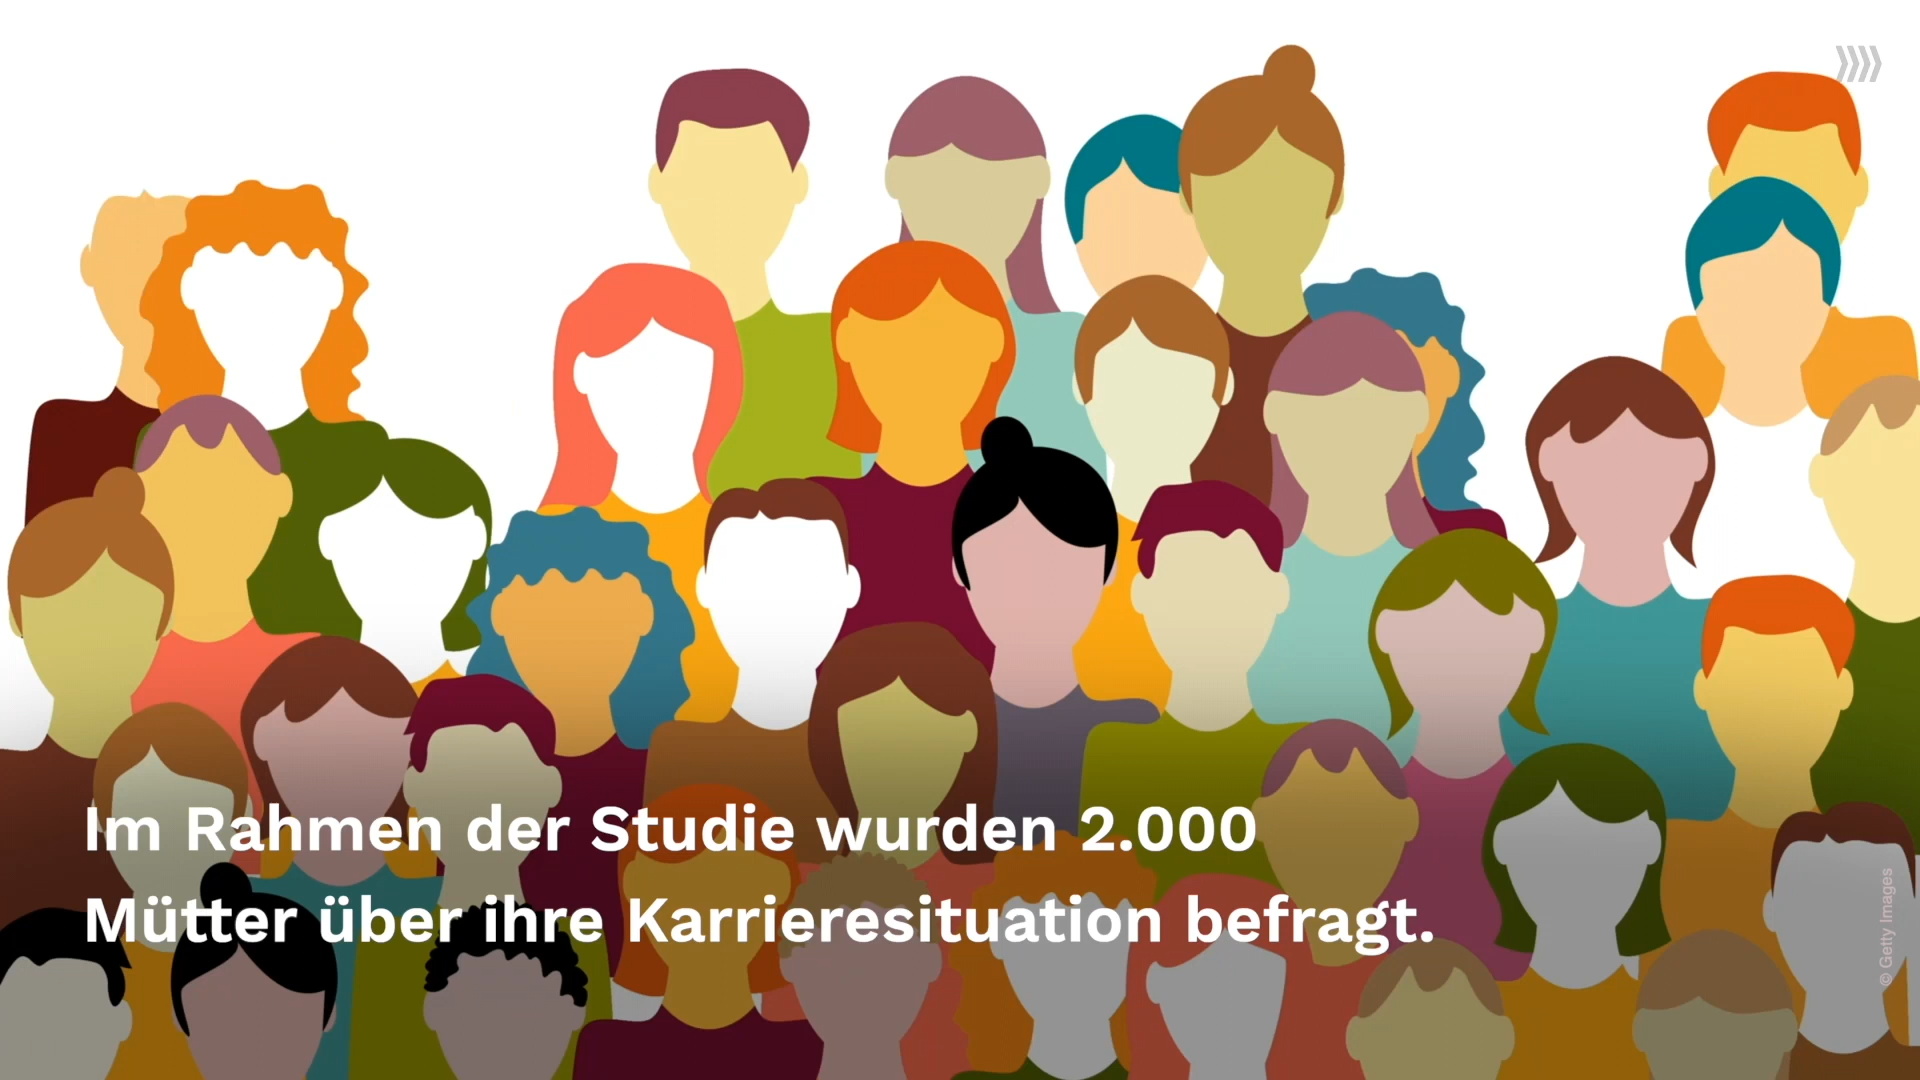 Im Rahmen der Studie wurden 2.000
Mütter über ihre Karrieresituation befragt.
© Getty Images